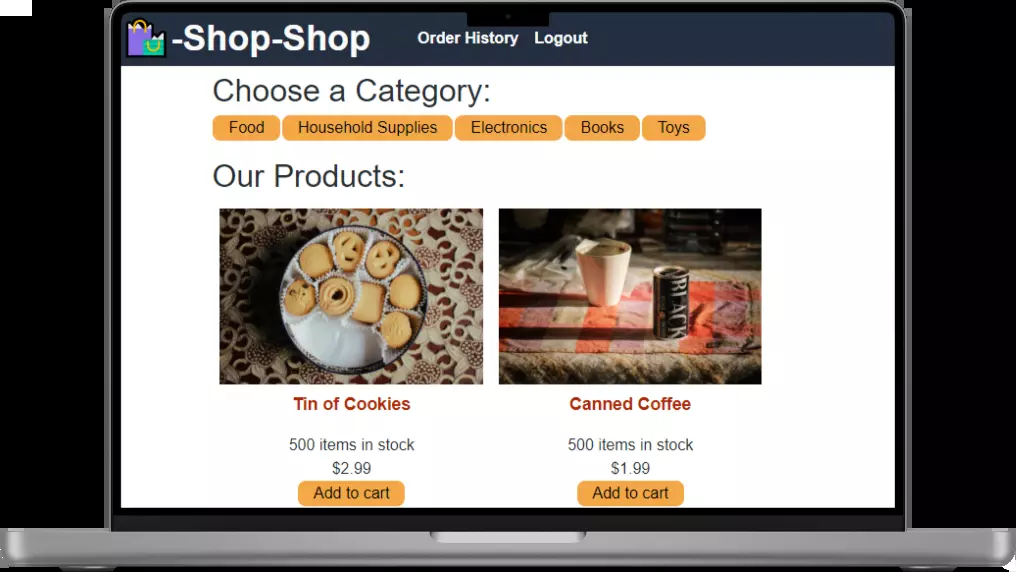 -Shop-Shop Order History Logout
Choose a Category:
Food Household Supplies Electronics Books Toys
Our Products:
BLACK
Tin of Cookies Canned Coffee
500 items in stock 500 items in stock
$2.99 $1.99
Add to cart Add to cart